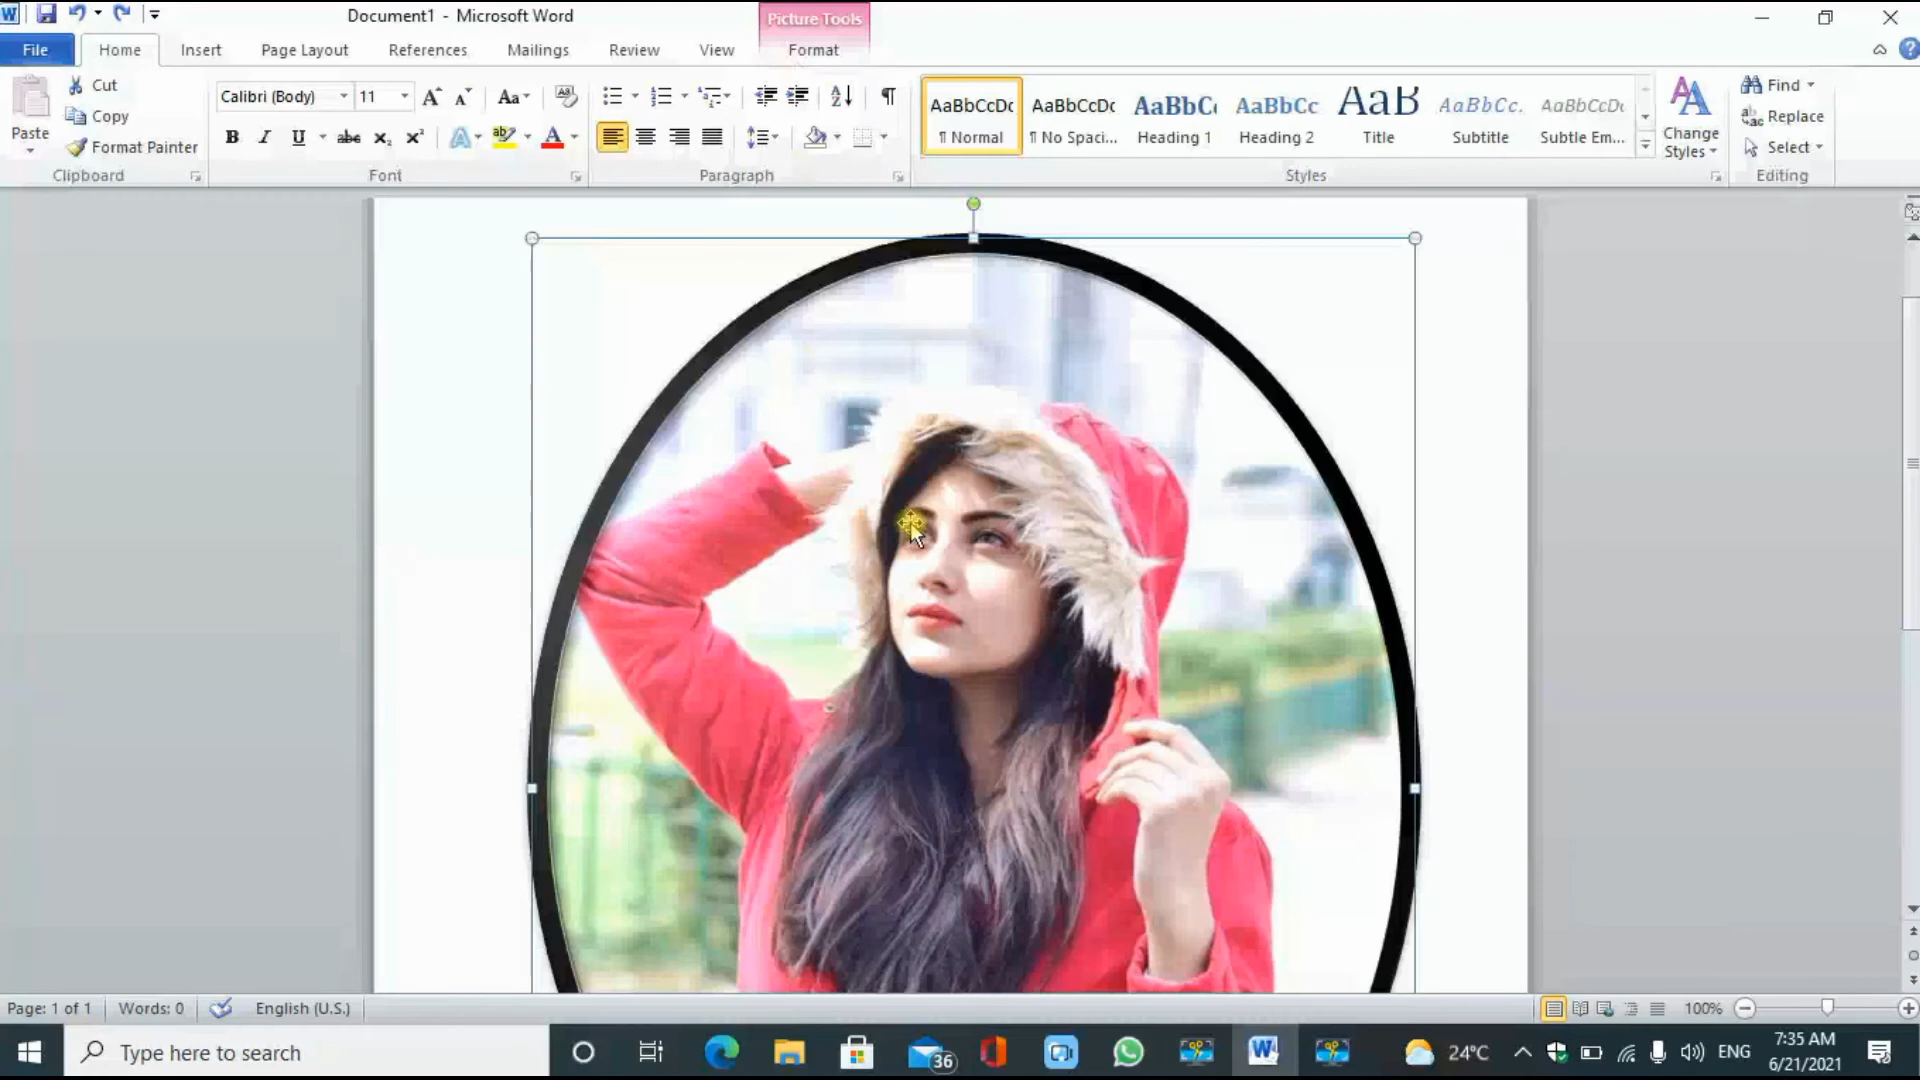 Document1 - Microsoft Word
Picture Tools
File
Home
Insert
Page Layout
References
Mailings
Review
View
Format
Paste
Cut
Copy
Format Painter
Clipboard
Calibri (Body)
11
Font
Paragraph
AaBbCcDc
¶ Normal
AaBbCcDc
¶ No Spaci...
AaBbC
Heading 1
AaBbCc
Heading 2
AaB
Title
AaBbCc.
Subtitle
AaBbCcDc
Subtle Em...
Styles
Change
Styles
Find
Replace
Select
Editing
Page: 1 of 1
Words: 0
English (U.S.)
100%
Type here to search
36
24°C
ENG
7:35 AM
6/21/2021